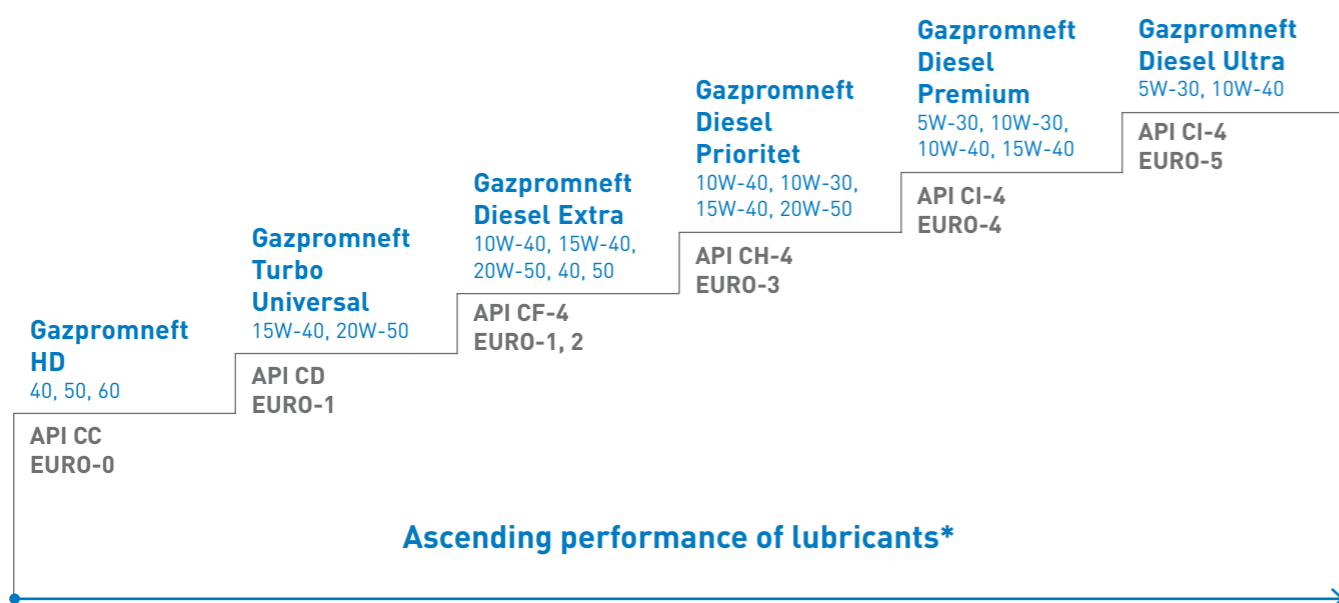 Gazpromneft
HD
40, 50, 60
API CC
EURO-0
Gazpromneft
Turbo
Universal
15W-40, 20W-50
API CD
EURO-1
Gazpromneft
Diesel Extra
10W-40, 15W-40,
20W-50, 40, 50
API CF-4
EURO-1, 2
Gazpromneft
Diesel
Prioritet
10W-40, 10W-30,
15W-40, 20W-50
API CH-4
EURO-3
Gazpromneft
Diesel
Premium
5W-30, 10W-30,
10W-40, 15W-40
API CI-4
EURO-4
Gazpromneft
Diesel Ultra
5W-30, 10W-40
API CI-4
EURO-5
Ascending performance of lubricants*